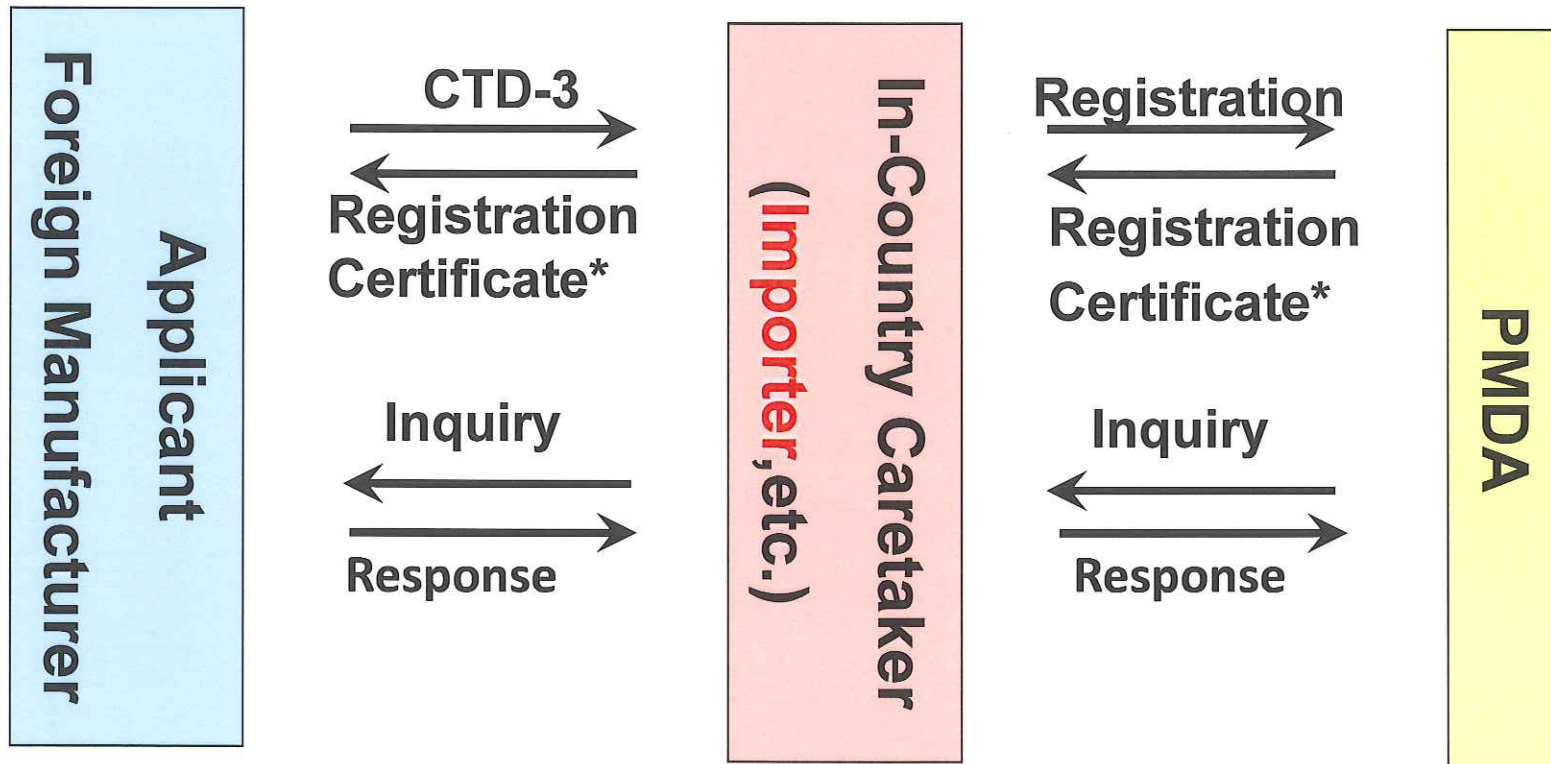 Applicant
Foreign Manufacturer
CTD-3
Registration
Certificate*
Inquiry
Response
In-Country Caretaker
(Importer,etc.)
Registration
Registration
Certificate*
Inquiry
Response
PMDA